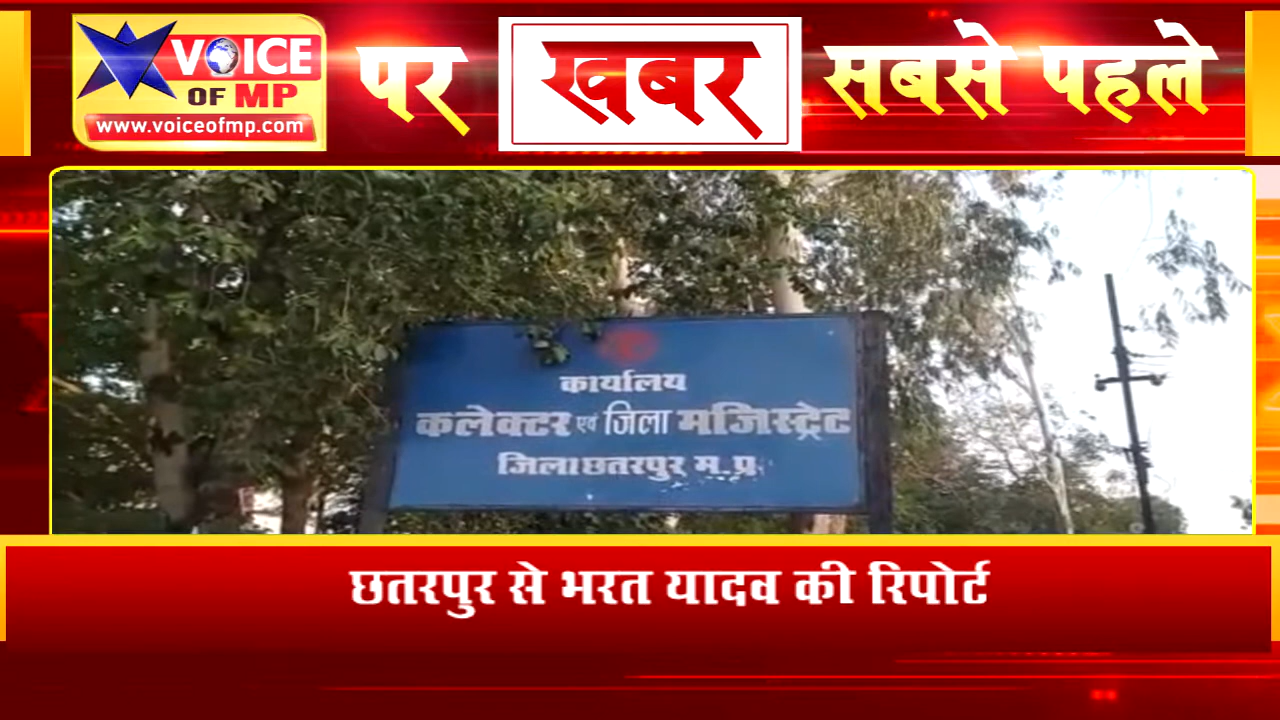 VOICE
OF MP
www.voiceofmp.com
पर खबर सबसे पहले
कार्यालय
कलेक्टर एवं जिला मजिस्ट्रेट
जिला छतरपुर म.प्र.
छतरपुर से भरत यादव की रिपोर्ट